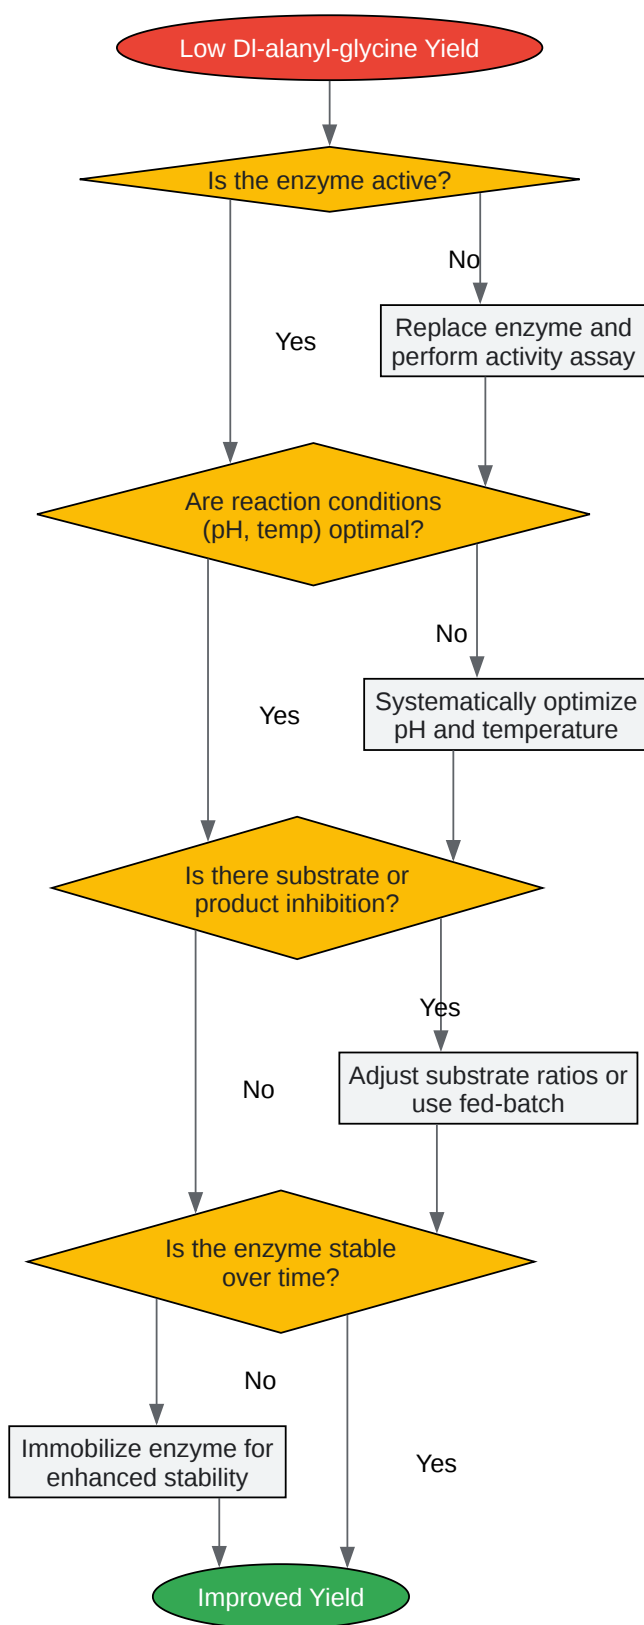 Low Dl-alanyl-glycine Yield
Is the enzyme active?
No
Yes
Replace enzyme and
perform activity assay
Are reaction conditions
(pH, temp) optimal?
No
Yes
Systematically optimize
pH and temperature
Is there substrate or
product inhibition?
Yes
No
Adjust substrate ratios or
use fed-batch
Is the enzyme stable
over time?
No
Yes
Immobilize enzyme for
enhanced stability
Improved Yield